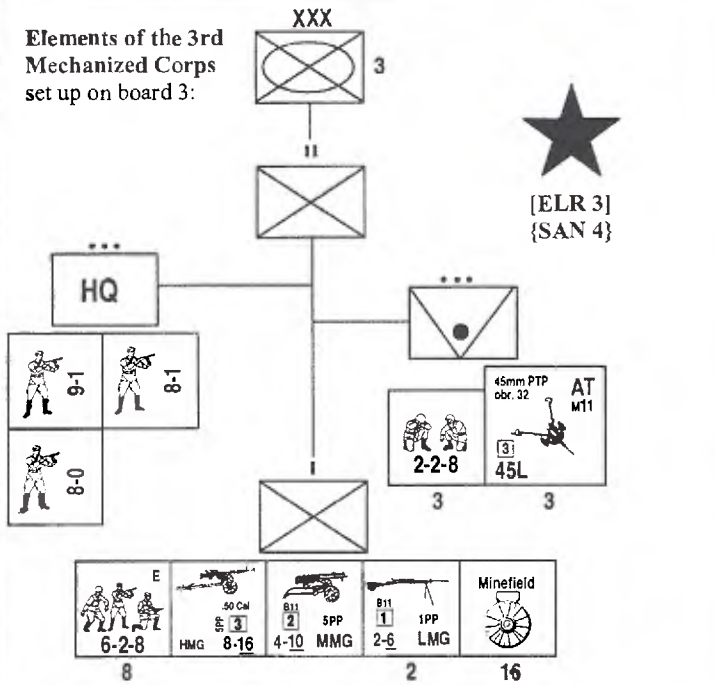 XXX
Elements of the 3rd
Mechanized Corps
set up on board 3:
3
II
[ELR 3]
{SAN 4}
HQ
9-1
8-1
8-0
2-2-8
3
45mm PTP
obr. 32
AT
M11
3
45L
3
I
E
6-2-8
8
.50 Cal
5PP
3
HMG
8-16
B11
2
5PP
4-10
MMG
B11
1
1PP
2-6
LMG
2
Minefield
16